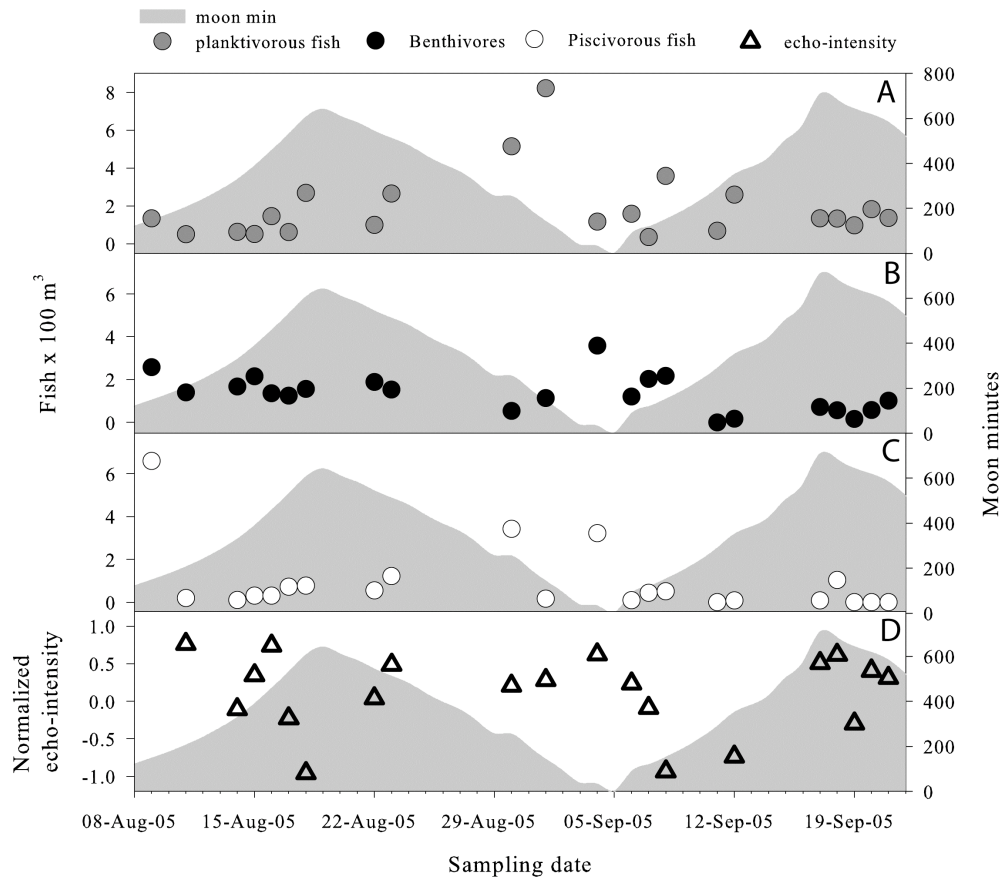 moon min
planktivorous fish Benthivores Piscivorous fish echo-intensity
A
8
6
4
2
0
800
600
400
200
0
B
6
4
2
0
600
400
200
0
C
6
4
2
0
600
400
200
0
D
1.0
0.5
0.0
-0.5
-1.0
600
400
200
0
Fish x 100 m³
Normalized
echo-intensity
Moon minutes
08-Aug-05 15-Aug-05 22-Aug-05 29-Aug-05 05-Sep-05 12-Sep-05 19-Sep-05
Sampling date